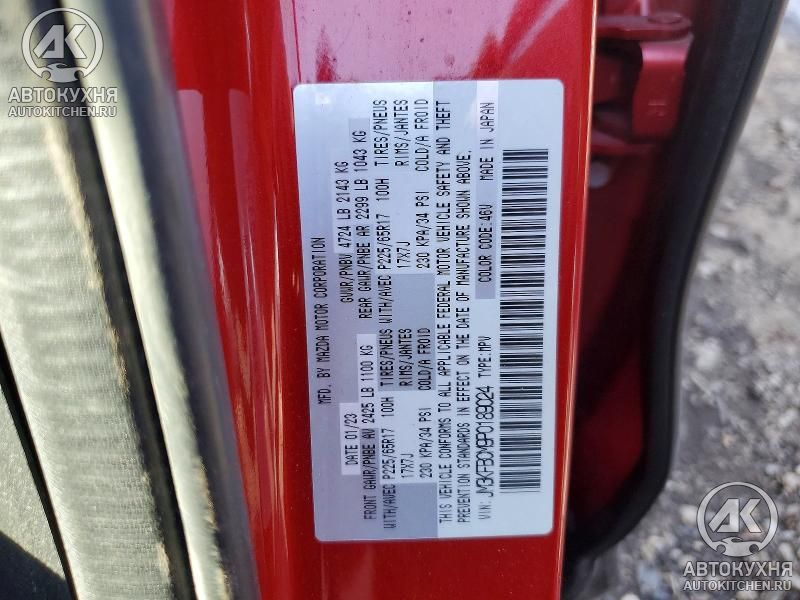 MFD. BY MAZDA MOTOR CORPORATION
DATE 01/23 GVWR/PNBV 4724 LB 2143 KG
FRONT GAWR/PNBE AV 2425 LB 1100 KG REAR GAWR/PNBE AR 2299 LB 1043 KG
WITH/AVEC P225/65R17 100H TIRES/PNEUS WITH/AVEC P225/65R17 100H TIRES/PNEUS
17X7J RIMS/JANTES 17X7J RIMS/JANTES
230 KPA/34 PSI COLD/A FROID 230 KPA/34 PSI COLD/A FROID
THIS VEHICLE CONFORMS TO ALL APPLICABLE FEDERAL MOTOR VEHICLE SAFETY AND THEFT
PREVENTION STANDARDS IN EFFECT ON THE DATE OF MANUFACTURE SHOWN ABOVE.
VIN: JM3KFBCM9P0189024 TYPE:MPV COLOR CODE:46V MADE IN JAPAN
АК
АВТОКУХНЯ
AUTOKITCHEN.RU
АК
АВТОКУХНЯ
AUTOKITCHEN.RU